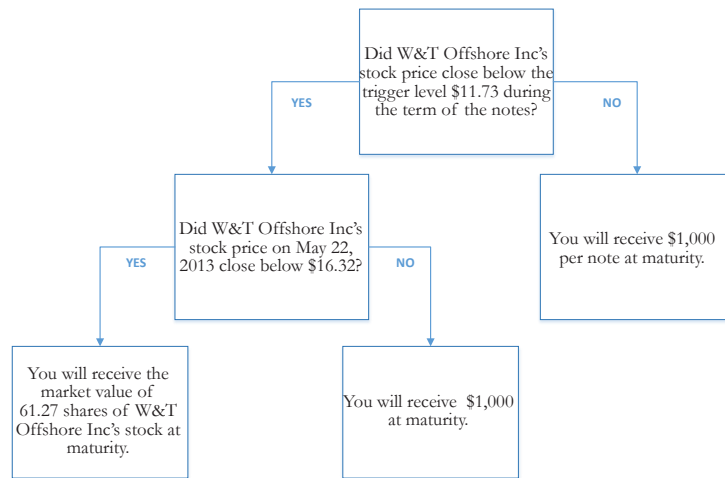 Did W&T Offshore Inc's
stock price close below the
trigger level $11.73 during
the term of the notes?
YES
NO
Did W&T Offshore Inc's
stock price on May 22,
2013 close below $16.32?
You will receive $1,000
per note at maturity.
YES
NO
You will receive the
market value of
61.27 shares of W&T
Offshore Inc's stock at
maturity.
You will receive $1,000
at maturity.